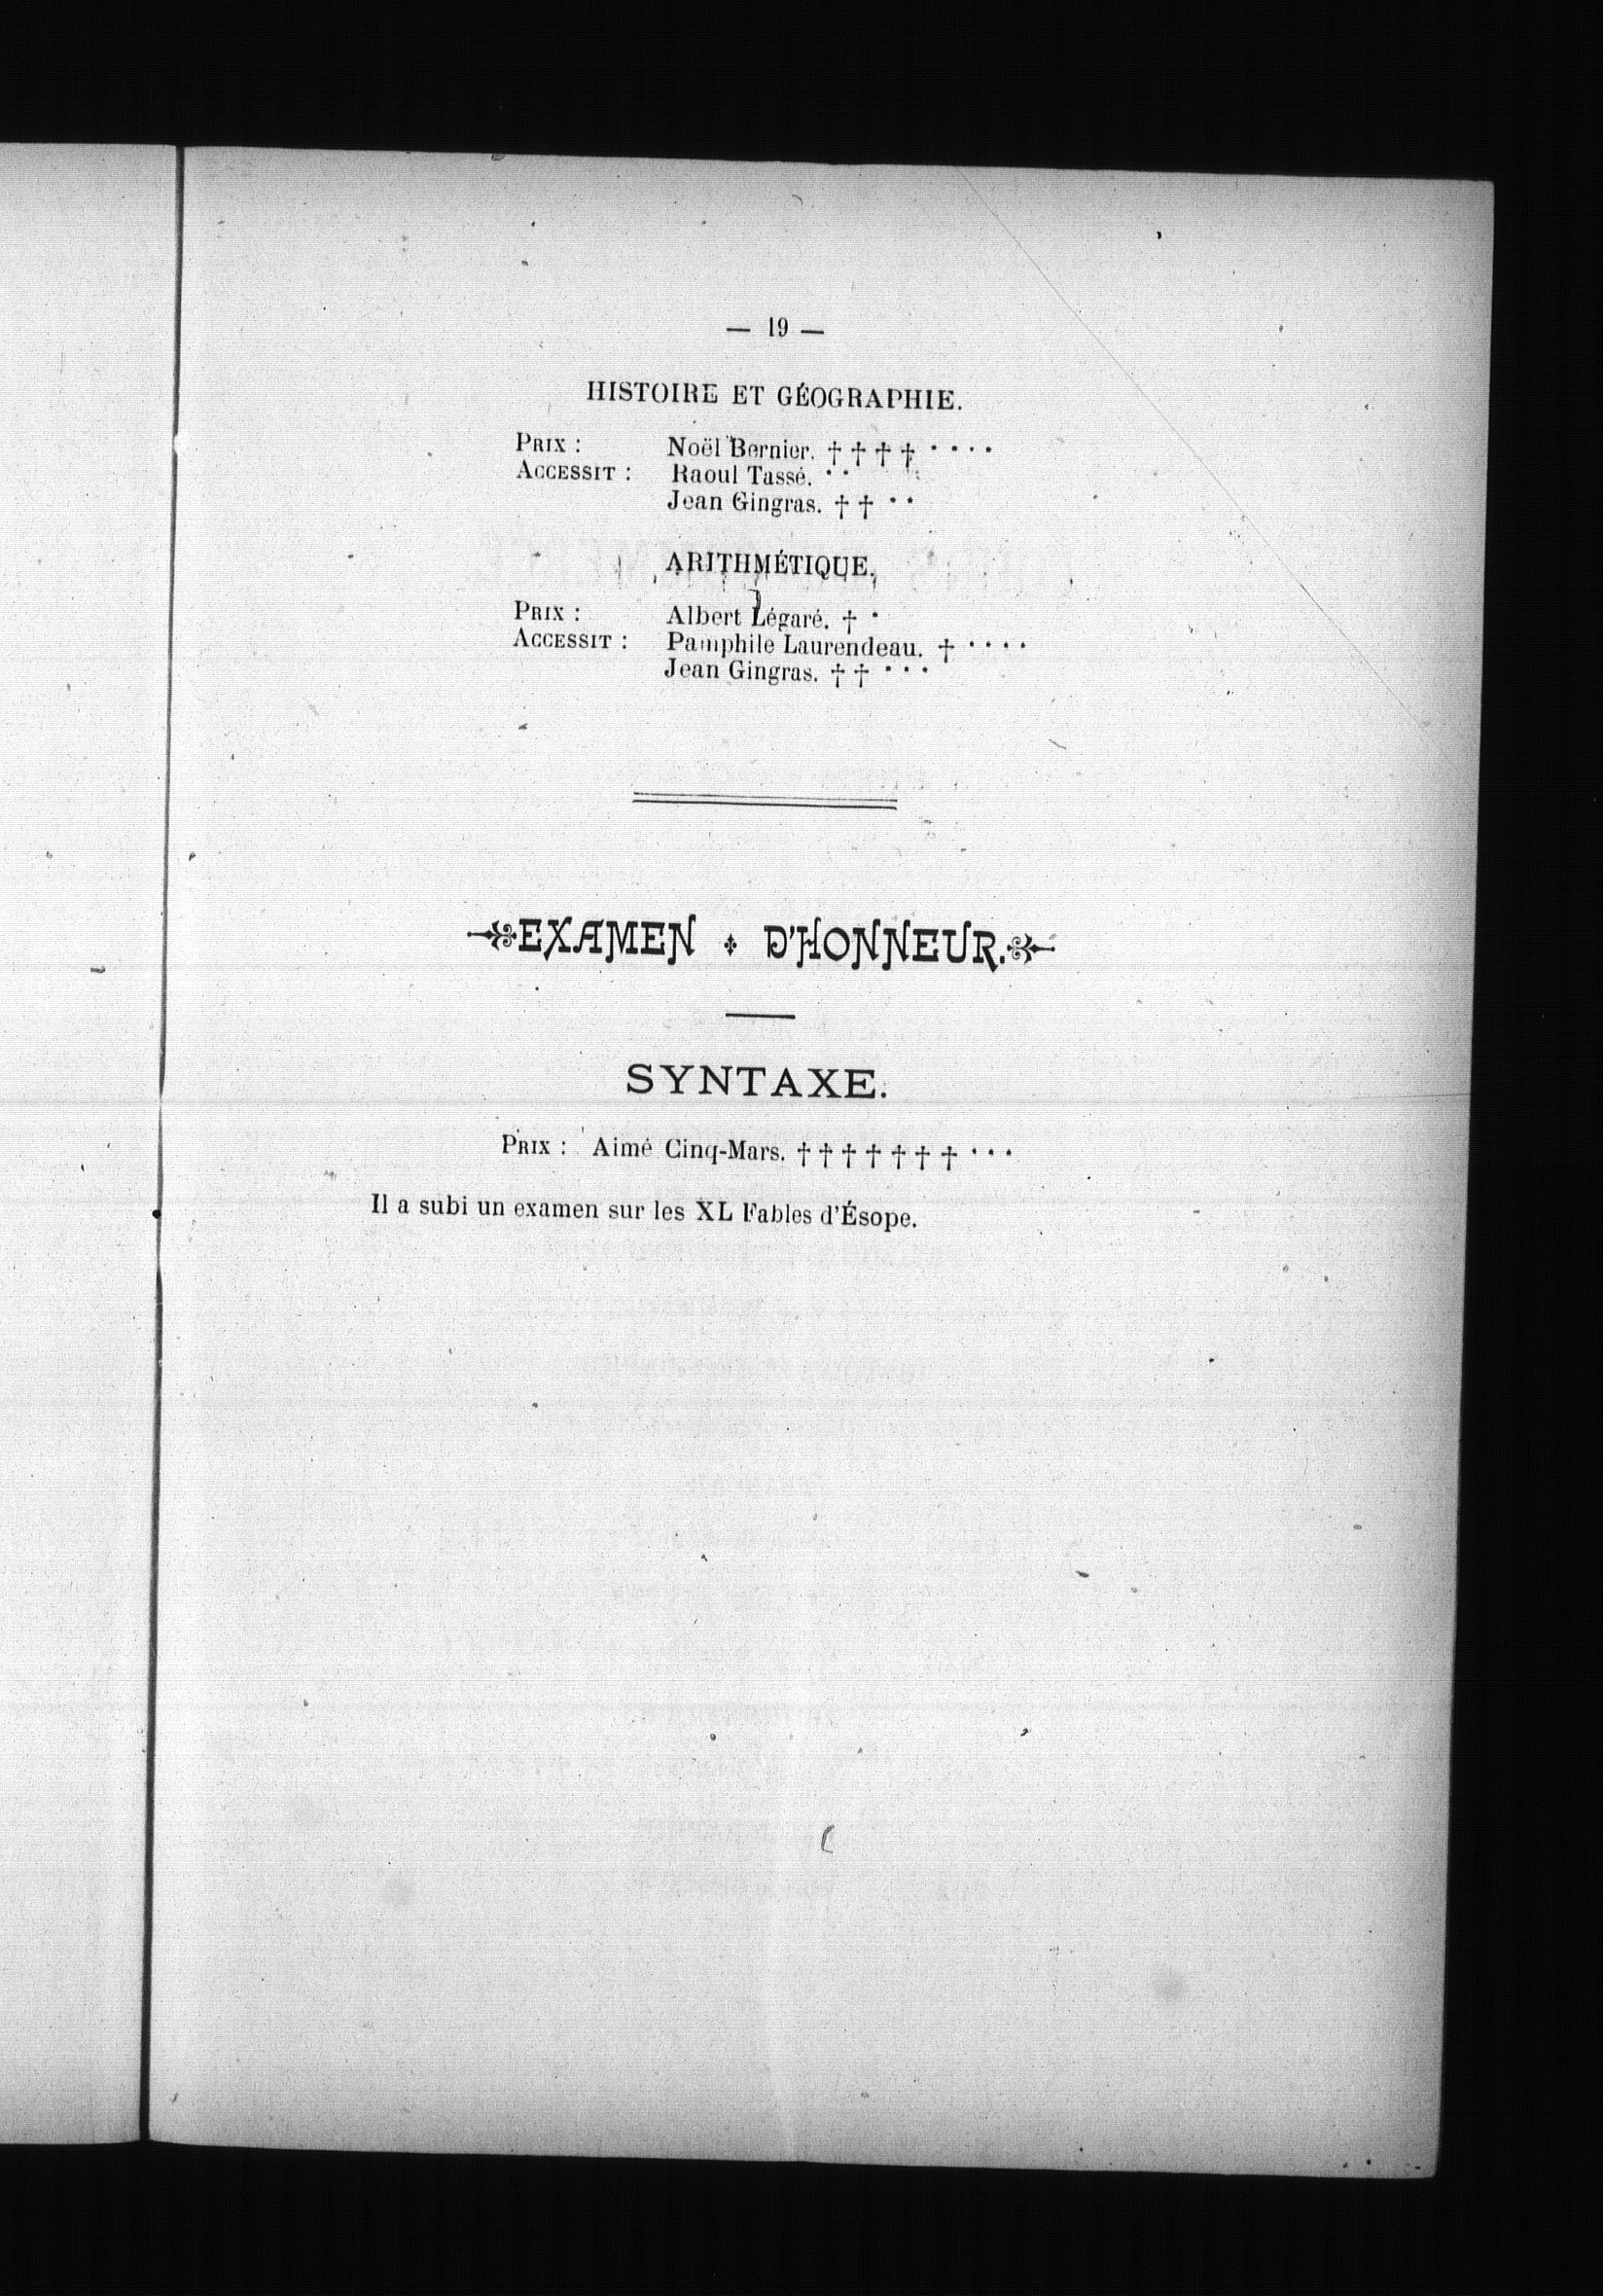 — 19 —
HISTOIRE ET GÉOGRAPHIE.
PRIX : Noël Bernier. † † † † • • • •
ACCESSIT : Raoul Tassé. • •
Jean Gingras. † † • •
ARITHMÉTIQUE.
PRIX : Albert Légaré. † •
ACCESSIT : Pamphile Laurendeau. † • • • •
Jean Gingras. † † • • •
EXAMEN D'HONNEUR.
SYNTAXE.
PRIX : Aimé Cinq-Mars. † † † † † † † • • •
Il a subi un examen sur les XL Fables d'Ésope.